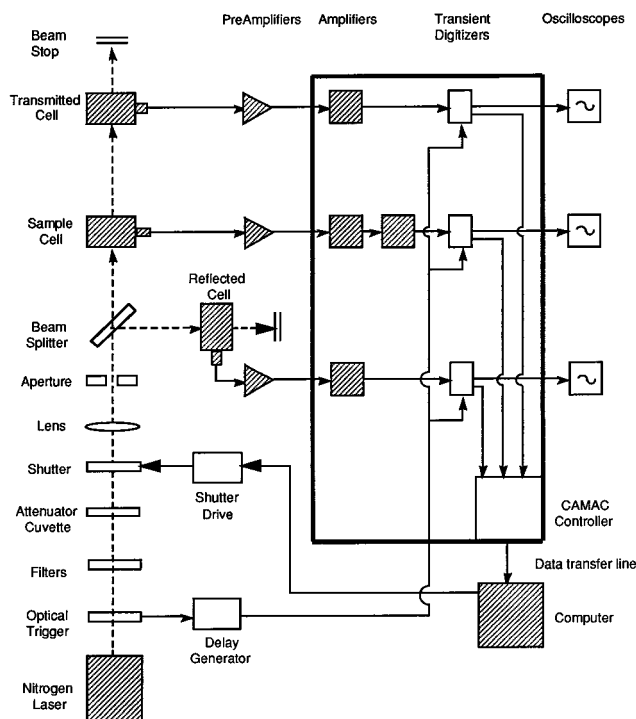 Beam
Stop
PreAmplifiers
Amplifiers
Transient
Digitizers
Oscilloscopes
Transmitted
Cell
Sample
Cell
Reflected
Cell
Beam
Splitter
Aperture
Lens
Shutter
Shutter
Drive
Attenuator
Cuvette
CAMAC
Controller
Filters
Data transfer line
Optical
Trigger
Delay
Generator
Computer
Nitrogen
Laser